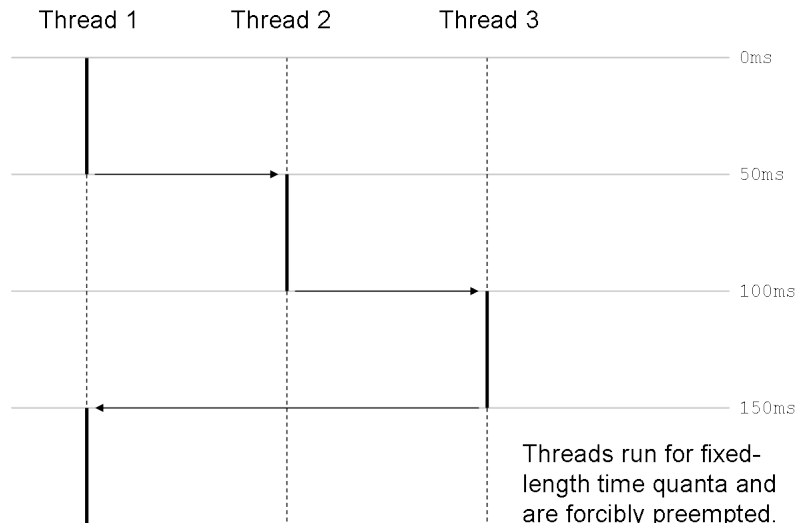 Thread 1 Thread 2 Thread 3
0ms
50ms
100ms
150ms
Threads run for fixed-
length time quanta and
are forcibly preempted.